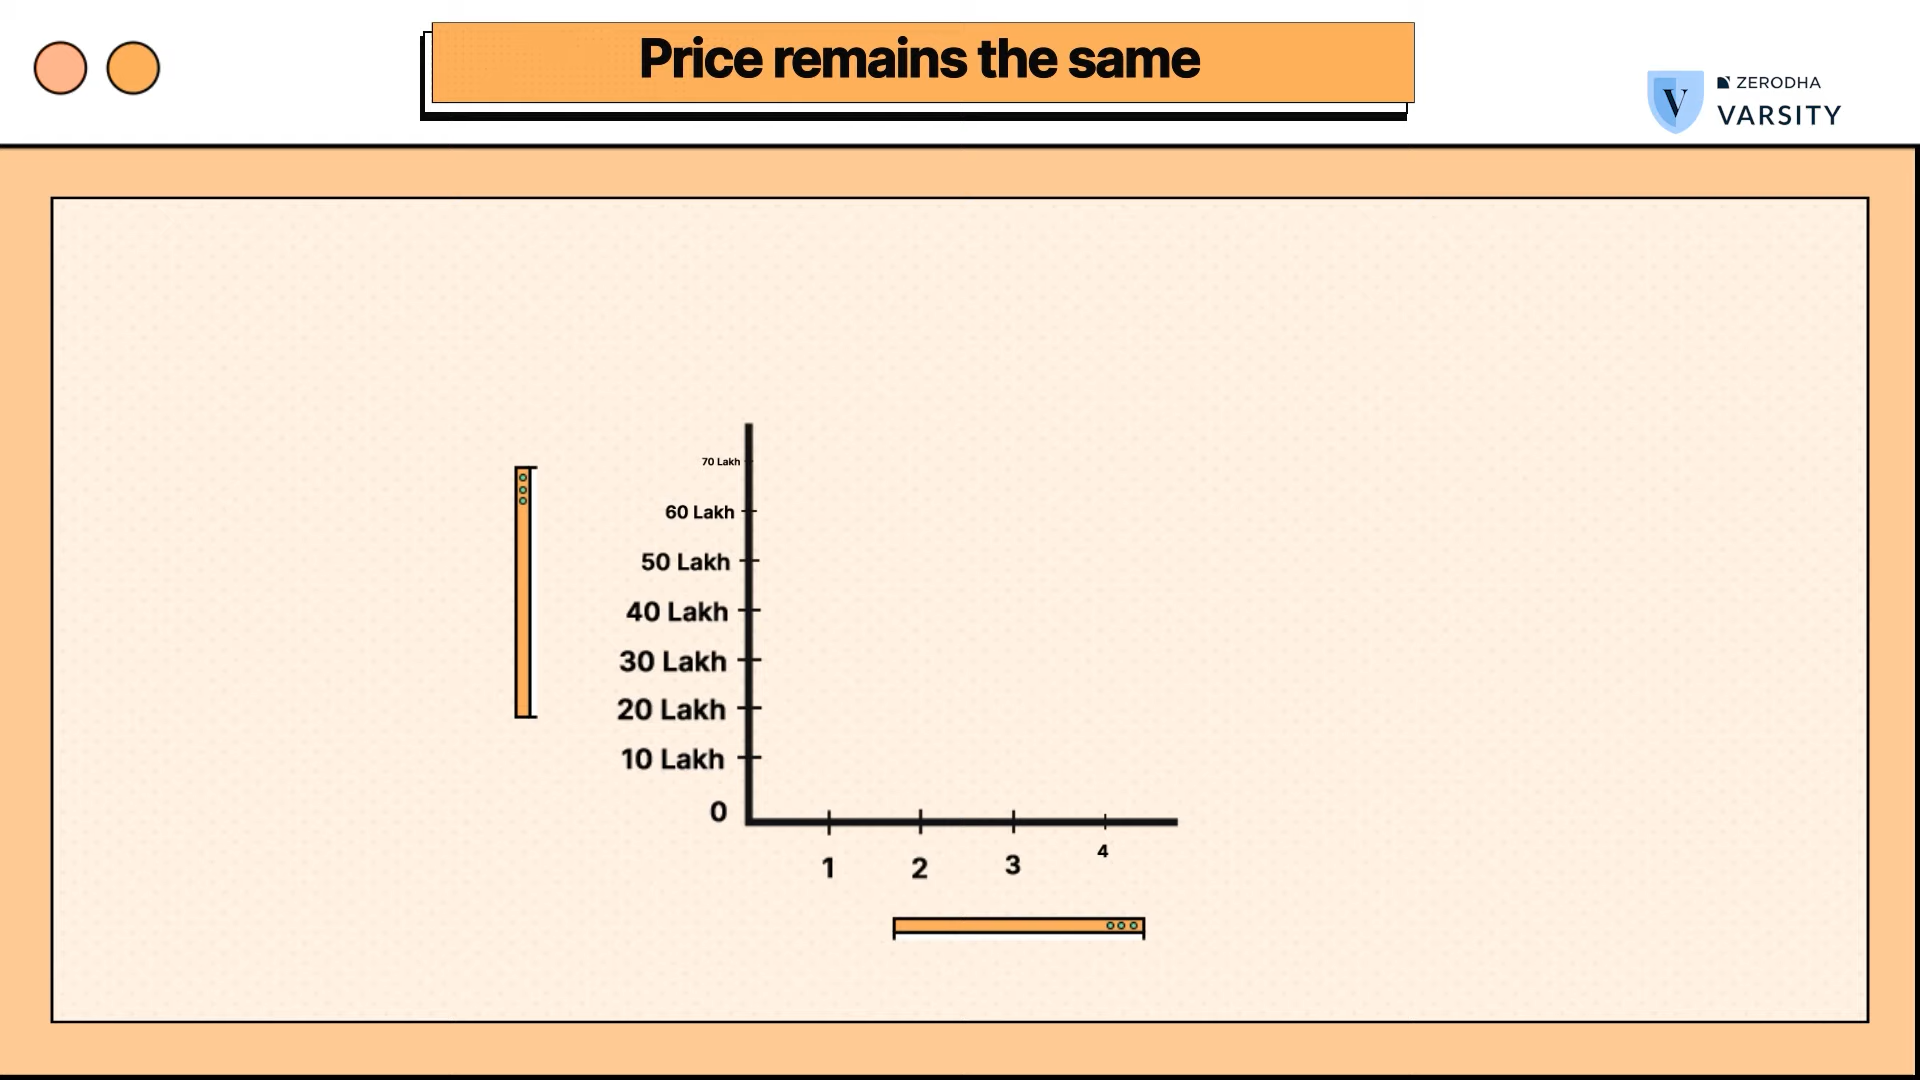 Price remains the same
ZERODHA
VARSITY
70 Lakh
60 Lakh
50 Lakh
40 Lakh
30 Lakh
20 Lakh
10 Lakh
0
1 2 3 4